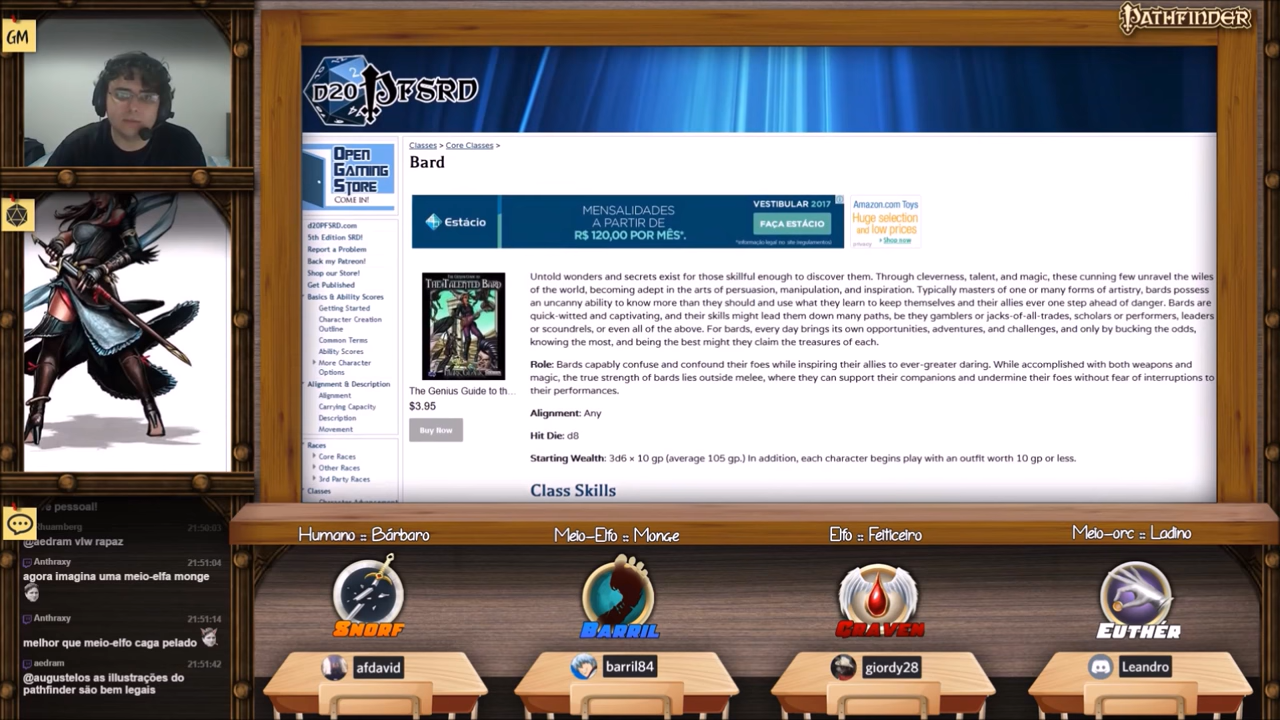 GM
PATHFINDER
D20PFSRD
Classes > Core Classes >
Bard
OPEN
GAMING
STORE
COME IN!
Estácio
MENSALIDADES
A PARTIR DE
R$ 120,00 POR MÊS*.
VESTIBULAR 2017
FAÇA ESTÁCIO
Amazon.com Toys
Huge selection
and low prices
Shop now
d20PFSRD.com
5th Edition SRD!
Report a Problem
Back my Patreon!
Shop our Store!
Get Published
Basics & Ability Scores
Getting Started
Character Creation
Outline
Common Terms
Ability Scores
More Character
Options
Alignment & Description
Alignment
Carrying Capacity
Description
Movement
Races
Core Races
Other Races
3rd Party Races
Classes
THE TALENTED BARD
The Genius Guide to th...
$3.95
Buy Now
Untold wonders and secrets exist for those skillful enough to discover them. Through cleverness, talent, and magic, these cunning few unravel the wiles
of the world, becoming adept in the arts of persuasion, manipulation, and inspiration. Typically masters of one or many forms of artistry, bards possess
an uncanny ability to know more than they should and use what they learn to keep themselves and their allies ever one step ahead of danger. Bards are
quick-witted and captivating, and their skills might lead them down many paths, be they gamblers or jacks-of-all-trades, scholars or performers, leaders
or scoundrels, or even all of the above. For bards, every day brings its own opportunities, adventures, and challenges, and only by bucking the odds,
knowing the most, and being the best might they claim the treasures of each.
Role: Bards capably confuse and confound their foes while inspiring their allies to ever-greater daring. While accomplished with both weapons and
magic, the true strength of bards lies outside melee, where they can support their companions and undermine their foes without fear of interruptions to
their performances.
Alignment: Any
Hit Die: d8
Starting Wealth: 3d6 × 10 gp (average 105 gp.) In addition, each character begins play with an outfit worth 10 gp or less.
Class Skills
pessoal!
21:50:03
@aedram vlw rapaz
Anthraxy 21:51:04
agora imagina uma meio-elfa monge
Anthraxy 21:51:14
melhor que meio-elfo caga pelado
aedram 21:51:42
@augustelos as illustrações do
pathfinder são bem legais
Humano :: Bárbaro
Meio-Elfo :: Monge
Elfo :: Feiticeiro
Meio-orc :: Ladino
SNORF
BARRIL
GRAVEN
EUTHÉR
afdavid
barril84
giordy28
Leandro